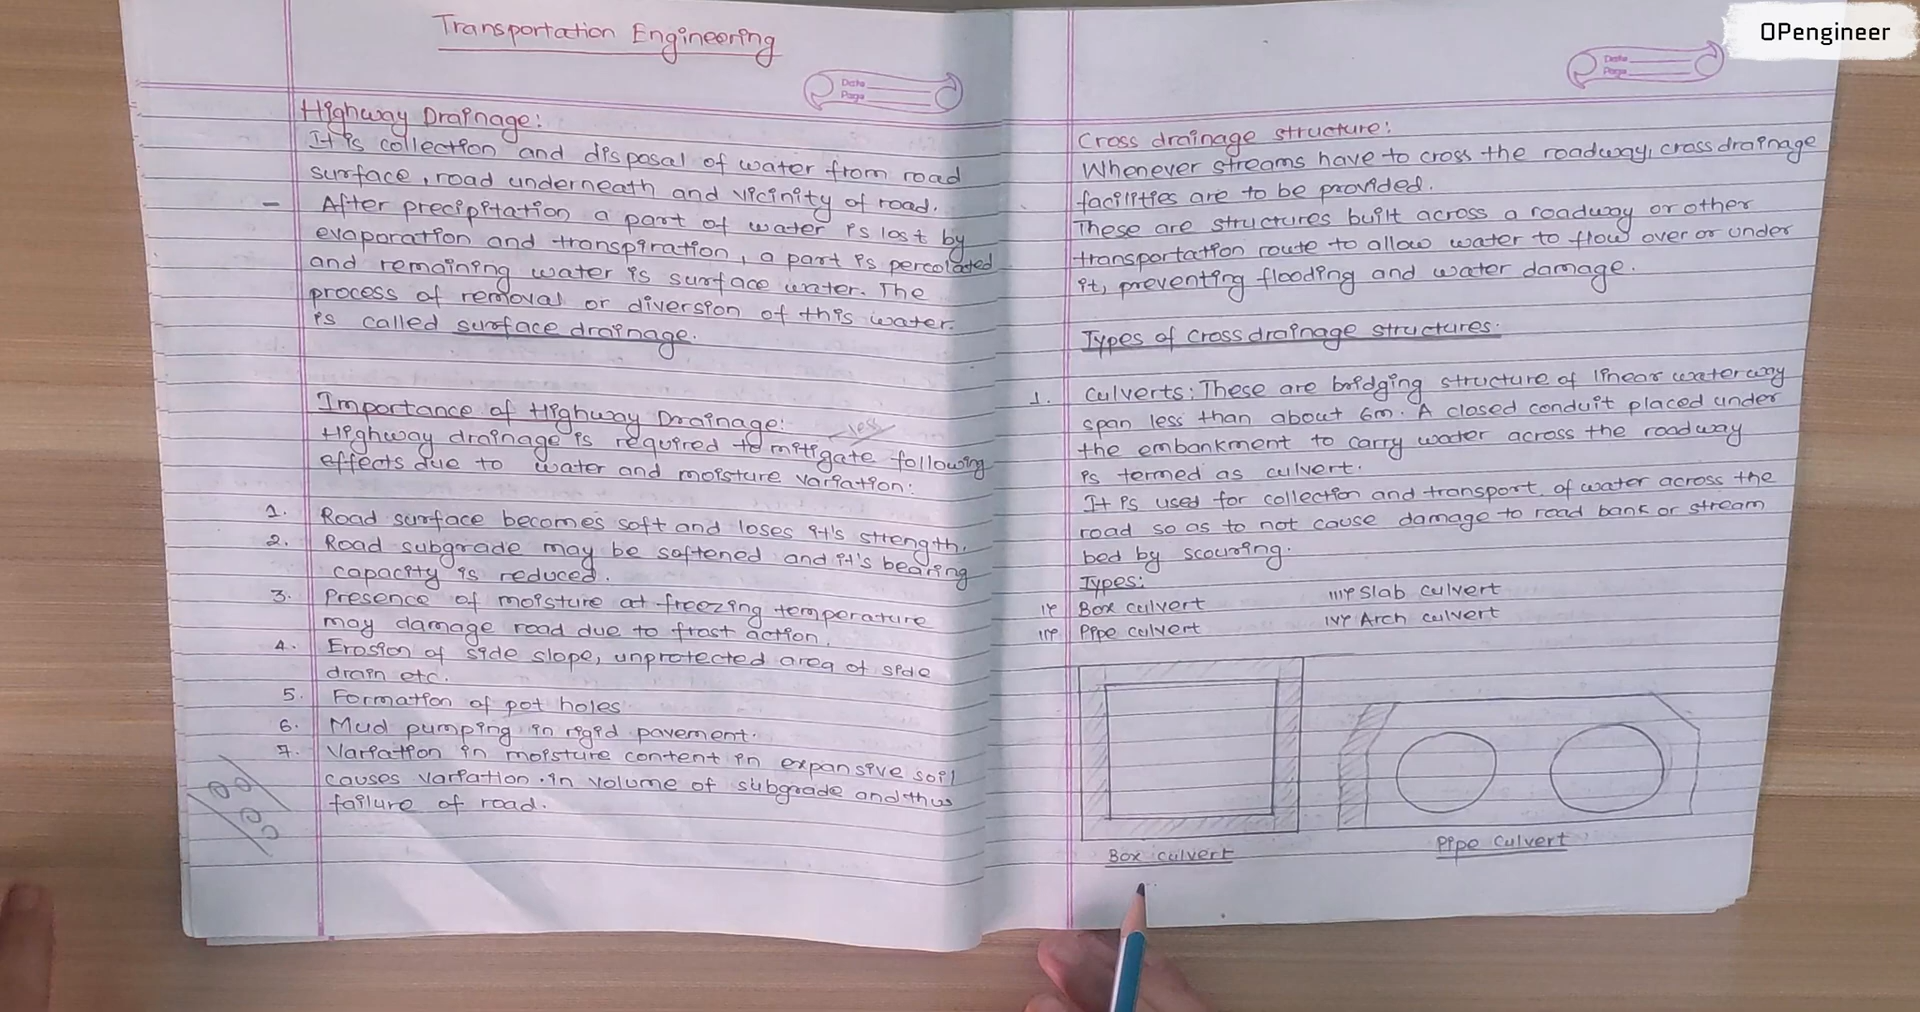 OPengineer
Transportation Engineering
Date
Page
Highway Drainage:
It is collection and disposal of water from road
surface, road underneath and vicinity of road.
- After precipitation a part of water is lost by
evaporation and transpiration, a part is percolated
and remaining water is surface water. The
process of removal or diversion of this water
is called surface drainage.
Importance of Highway Drainage:
Highway drainage is required to mitigate following
effects due to water and moisture variation:
1. Road surface becomes soft and loses it's strength.
2. Road subgrade may be softened and it's bearing
capacity is reduced.
3. Presence of moisture at freezing temperature
may damage road due to frost action.
4. Erosion of side slope, unprotected area of side
drain etc.
5. Formation of pot holes
6. Mud pumping in rigid pavement.
7. Variation in moisture content in expansive soil
causes variation in volume of subgrade and thus
failure of road.
Date
Page
Cross drainage structure:
Whenever streams have to cross the roadway, cross drainage
facilities are to be provided.
These are structures built across a roadway or other
transportation route to allow water to flow over or under
it, preventing flooding and water damage.
Types of cross drainage structures.
1. Culverts: These are bridging structure of linear waterway
span less than about 6m. A closed conduit placed under
the embankment to carry water across the roadway
is termed as culvert.
It is used for collection and transport of water across the
road so as to not cause damage to road bank or stream
bed by scouring.
Types:
i) Box culvert iii) Slab culvert
ii) Pipe culvert iv) Arch culvert
Box culvert
Pipe culvert